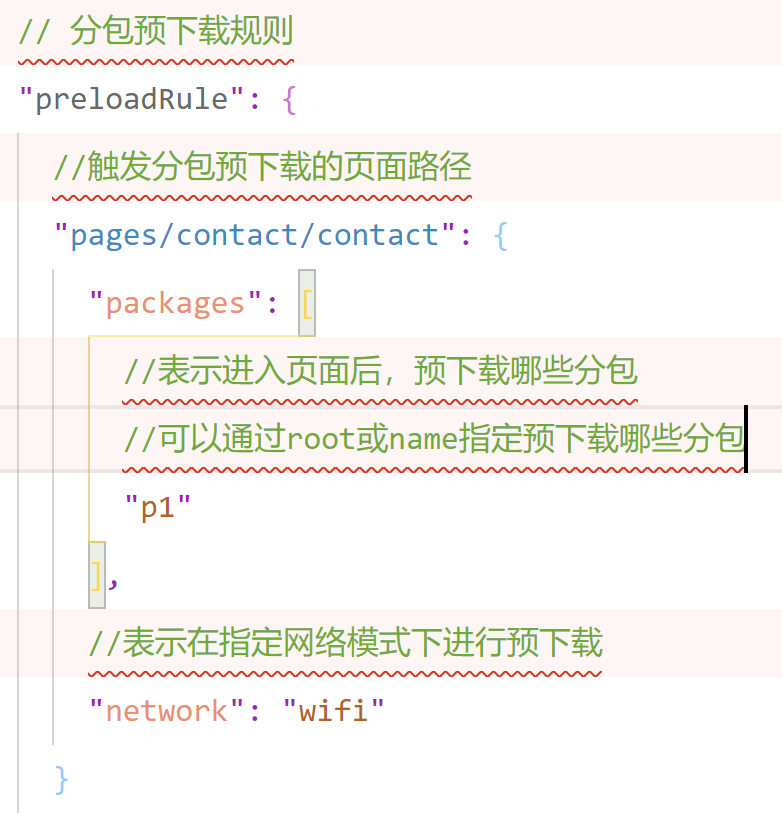 // 分包预下载规则
"preloadRule": {
//触发分包预下载的页面路径
"pages/contact/contact": {
"packages": [
//表示进入页面后，预下载哪些分包
//可以通过root或name指定预下载哪些分包
"p1"
],
//表示在指定网络模式下进行预下载
"network": "wifi"
}